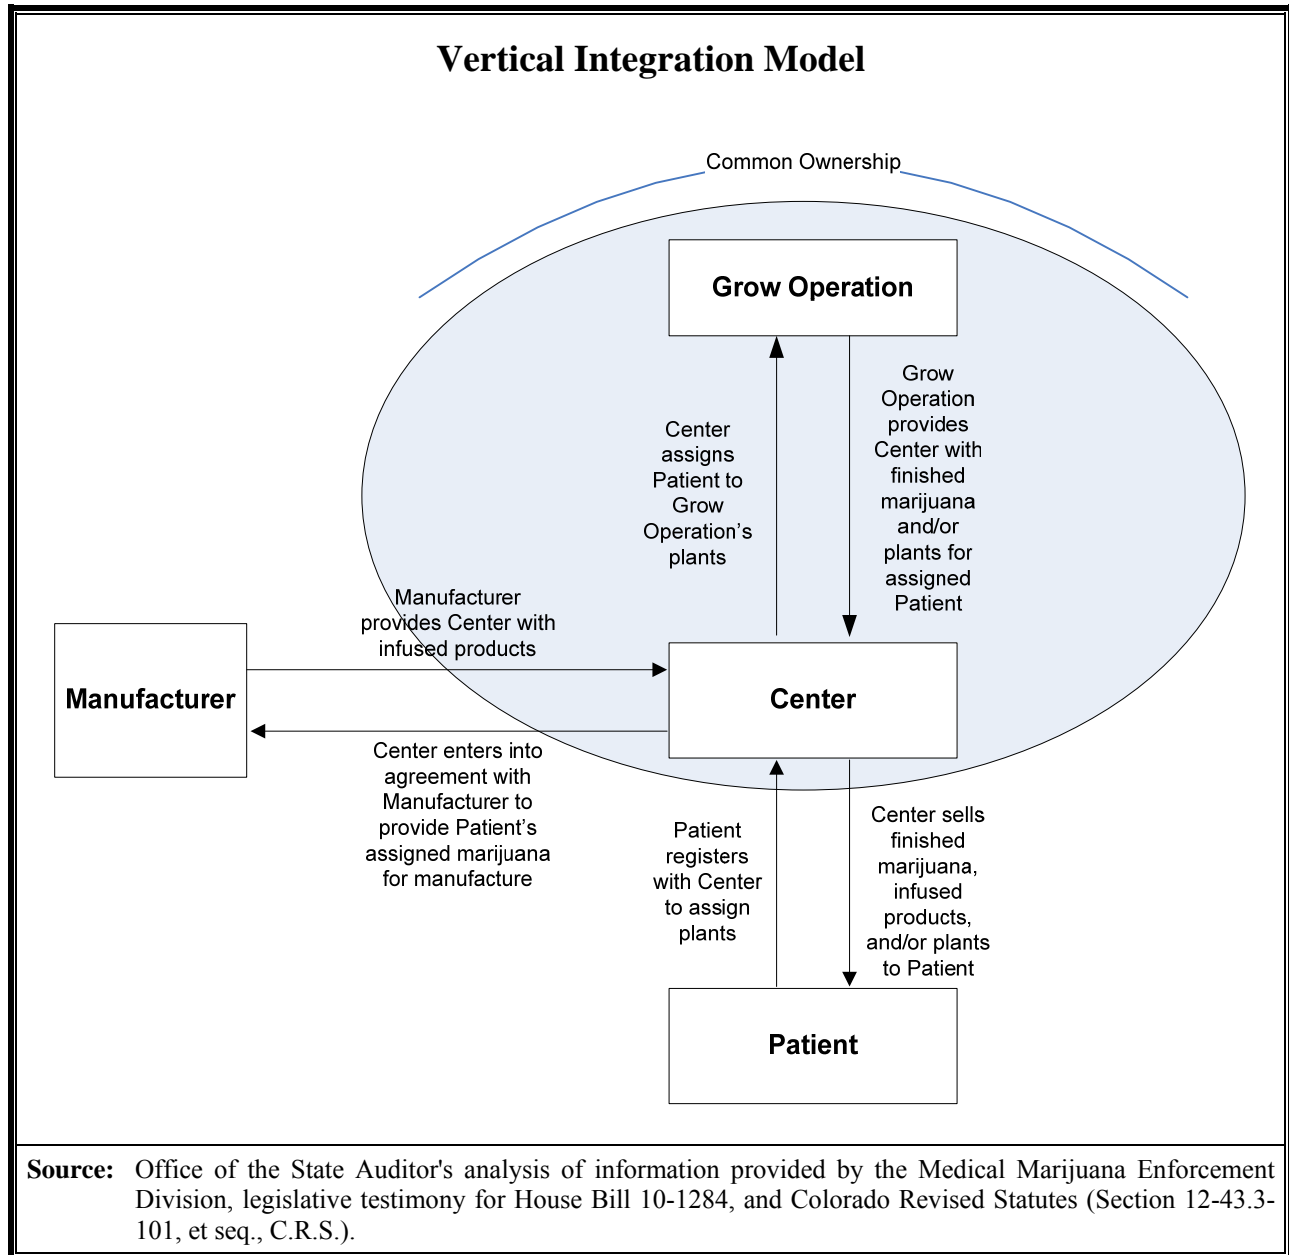 Vertical Integration Model
Common Ownership
Grow Operation
Center
assigns
Patient to
Grow
Operation’s
plants
Grow
Operation
provides
Center with
finished
marijuana
and/or
plants for
assigned
Patient
Manufacturer
provides Center with
infused products
Manufacturer
Center
Center enters into
agreement with
Manufacturer to
provide Patient’s
assigned marijuana
for manufacture
Patient
registers
with Center
to assign
plants
Center sells
finished
marijuana,
infused
products,
and/or plants
to Patient
Patient
Source: Office of the State Auditor's analysis of information provided by the Medical Marijuana Enforcement
Division, legislative testimony for House Bill 10-1284, and Colorado Revised Statutes (Section 12-43.3-
101, et seq., C.R.S.).